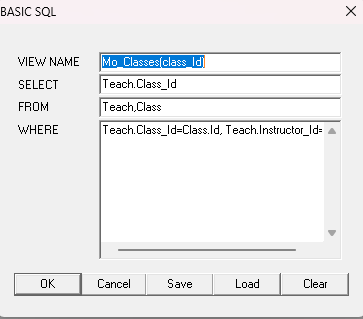 BASIC SQL
VIEW NAME Mo_Classes(class_Id)
SELECT Teach.Class_Id
FROM Teach,Class
WHERE Teach.Class_Id=Class.Id, Teach.Instructor_Id=
OK Cancel Save Load Clear